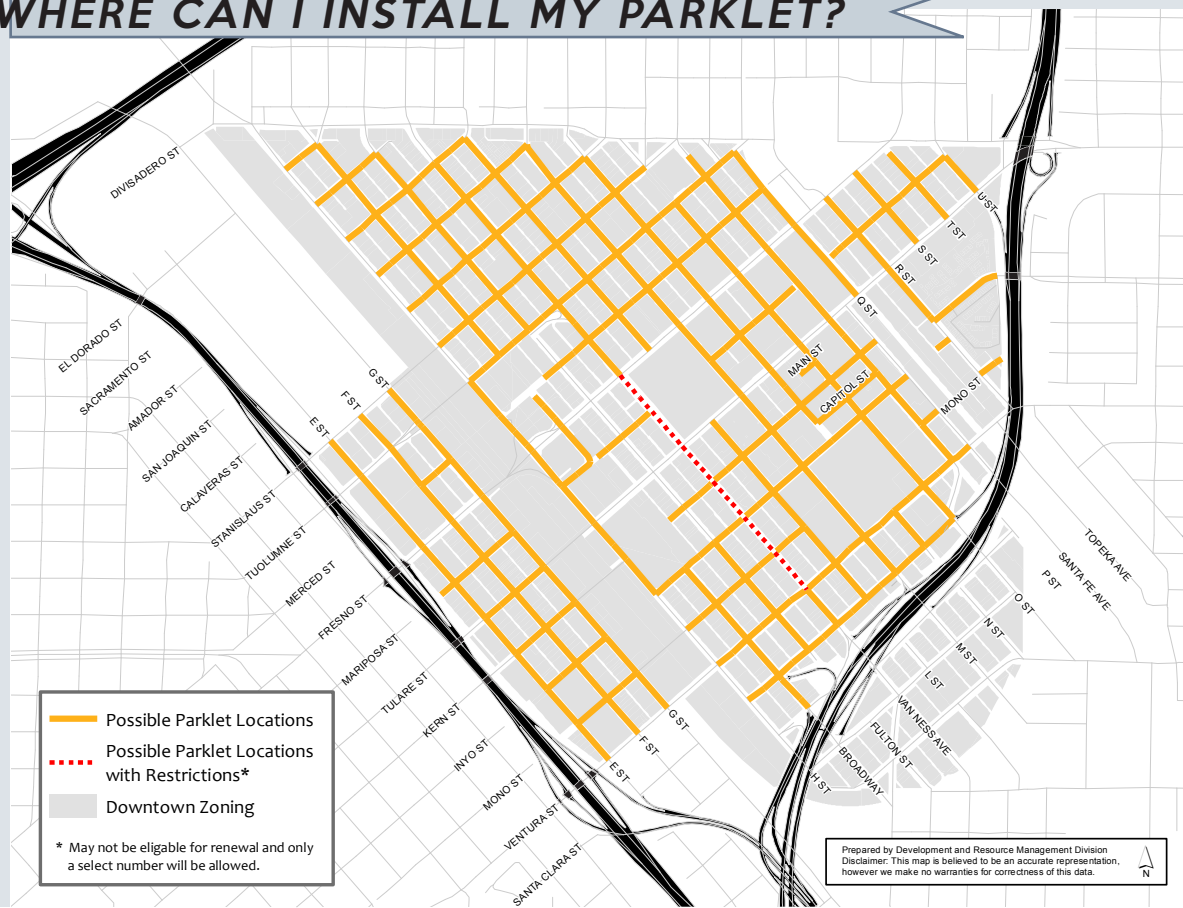 WHERE CAN I INSTALL MY PARKLET?
DIVISADERO ST
EL DORADO ST
SACRAMENTO ST
AMADOR ST
SAN JOAQUIN ST
CALAVERAS ST
STANISLAUS ST
TUOLUMNE ST
MERCED ST
FRESNO ST
MARIPOSA ST
TULARE ST
KERN ST
INYO ST
MONO ST
VENTURA ST
SANTA CLARA ST
G ST
F ST
E ST
U ST
T ST
S ST
R ST
Q ST
MAIN ST
CAPITOL ST
MONO ST
TOPEKA AVE
SANTA FE AVE
P ST
O ST
N ST
M ST
L ST
VAN NESS AVE
FULTON ST
BROADWAY
H ST
G ST
F ST
E ST
Possible Parklet Locations
Possible Parklet Locations
with Restrictions*
Downtown Zoning
* May not be eligable for renewal and only
a select number will be allowed.
Prepared by Development and Resource Management Division
Disclaimer: This map is believed to be an accurate representation,
however we make no warranties for correctness of this data.
N